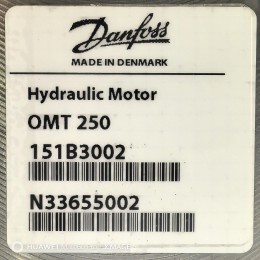 Danfoss
MADE IN DENMARK
Hydraulic Motor
OMT 250
151B3002
N33655002